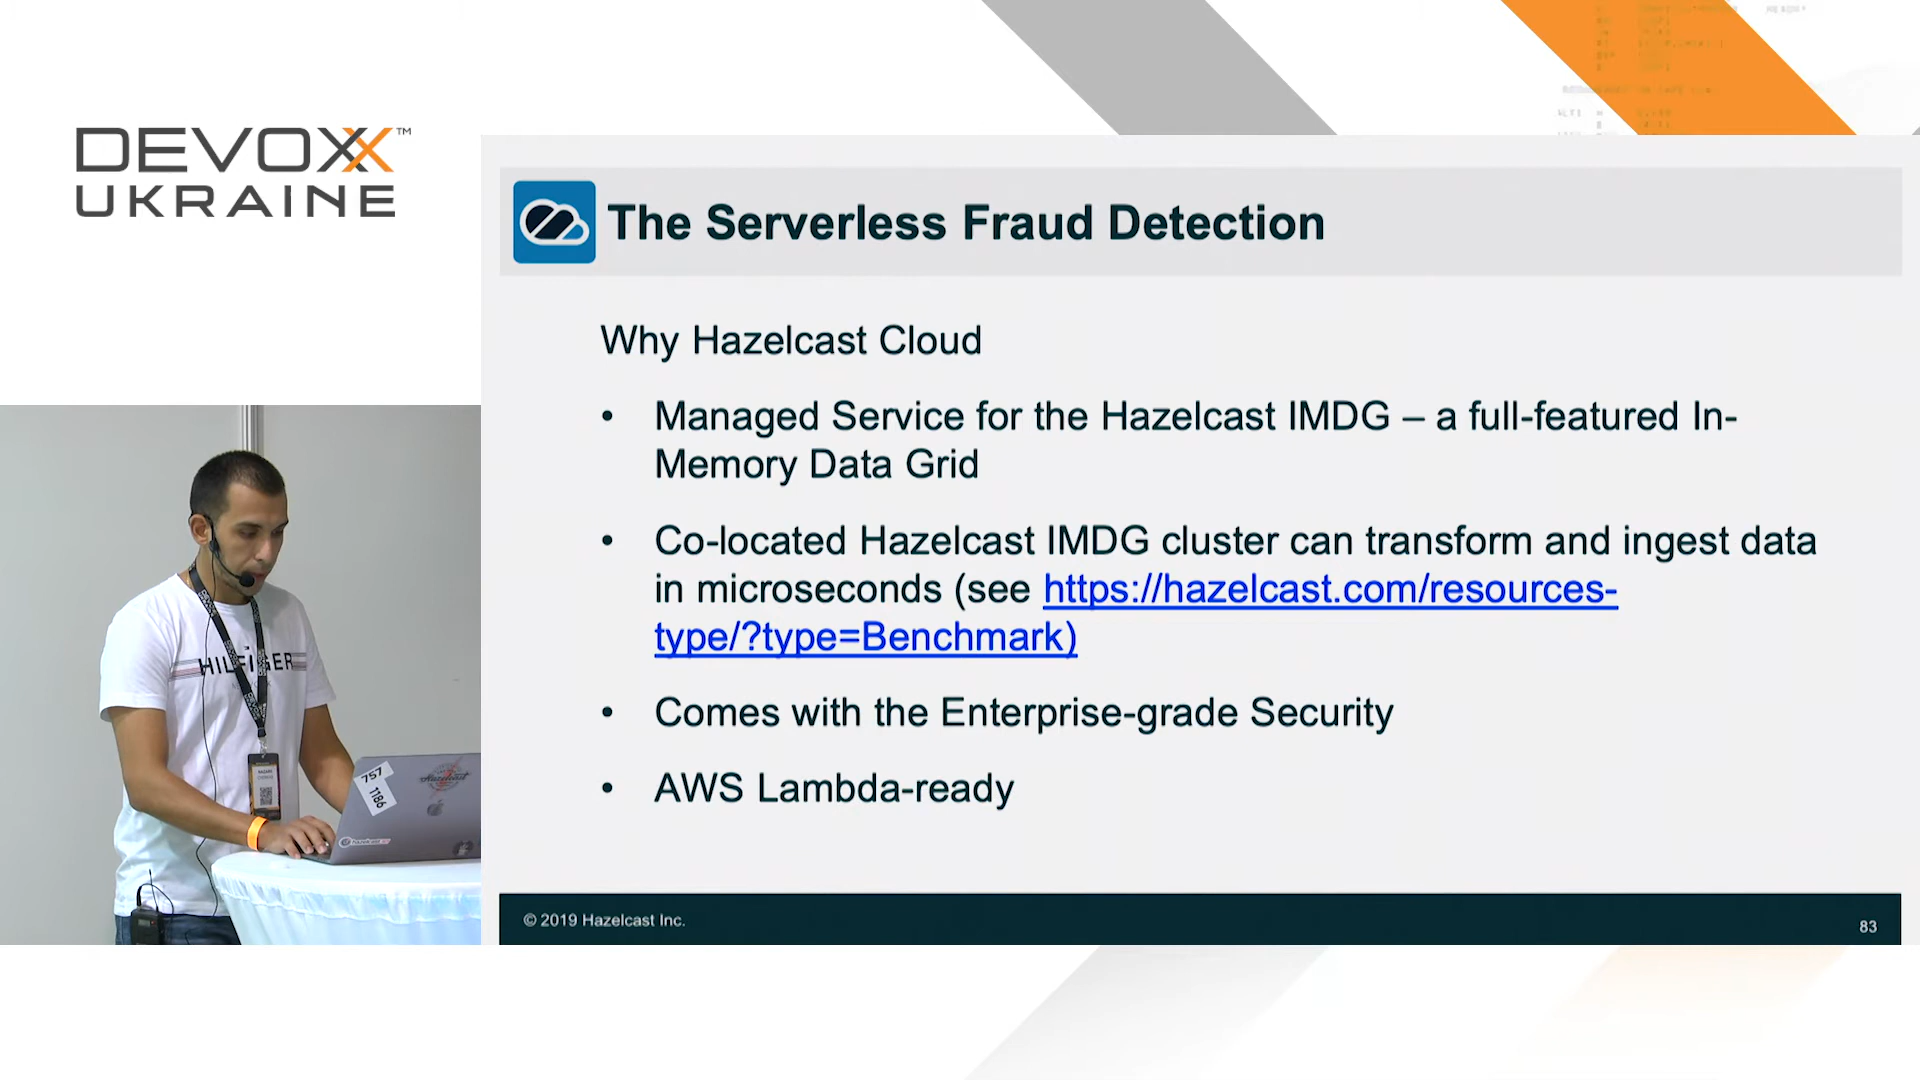 DEVOXX™
UKRAINE
The Serverless Fraud Detection
Why Hazelcast Cloud
• Managed Service for the Hazelcast IMDG – a full-featured In-
Memory Data Grid
• Co-located Hazelcast IMDG cluster can transform and ingest data
in microseconds (see https://hazelcast.com/resources-
type/?type=Benchmark)
• Comes with the Enterprise-grade Security
• AWS Lambda-ready
© 2019 Hazelcast Inc.
83
HILFIGER
757
1186